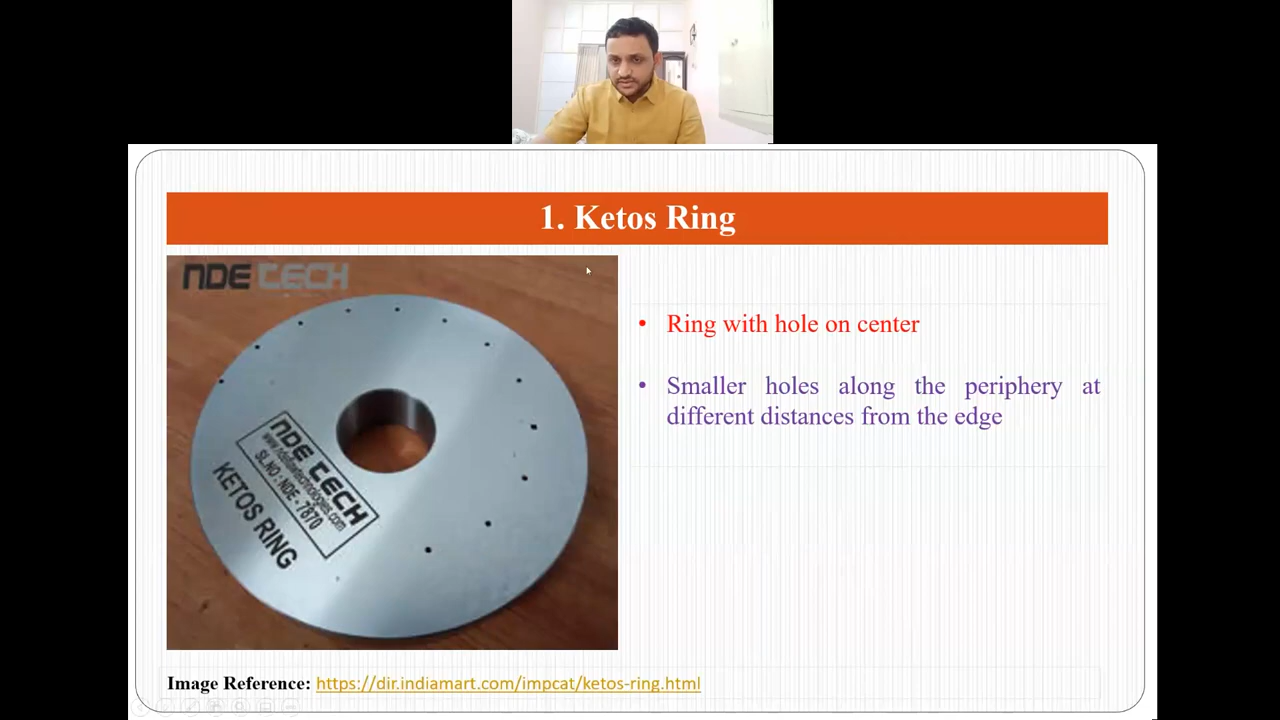 1. Ketos Ring
NDE TECH
NDE TECH
www.ndetechnologies.com
SL.NO : NDE - 7870
KETOS RING
• Ring with hole on center
• Smaller holes along the periphery at
different distances from the edge
Image Reference: https://dir.indiamart.com/impcat/ketos-ring.html